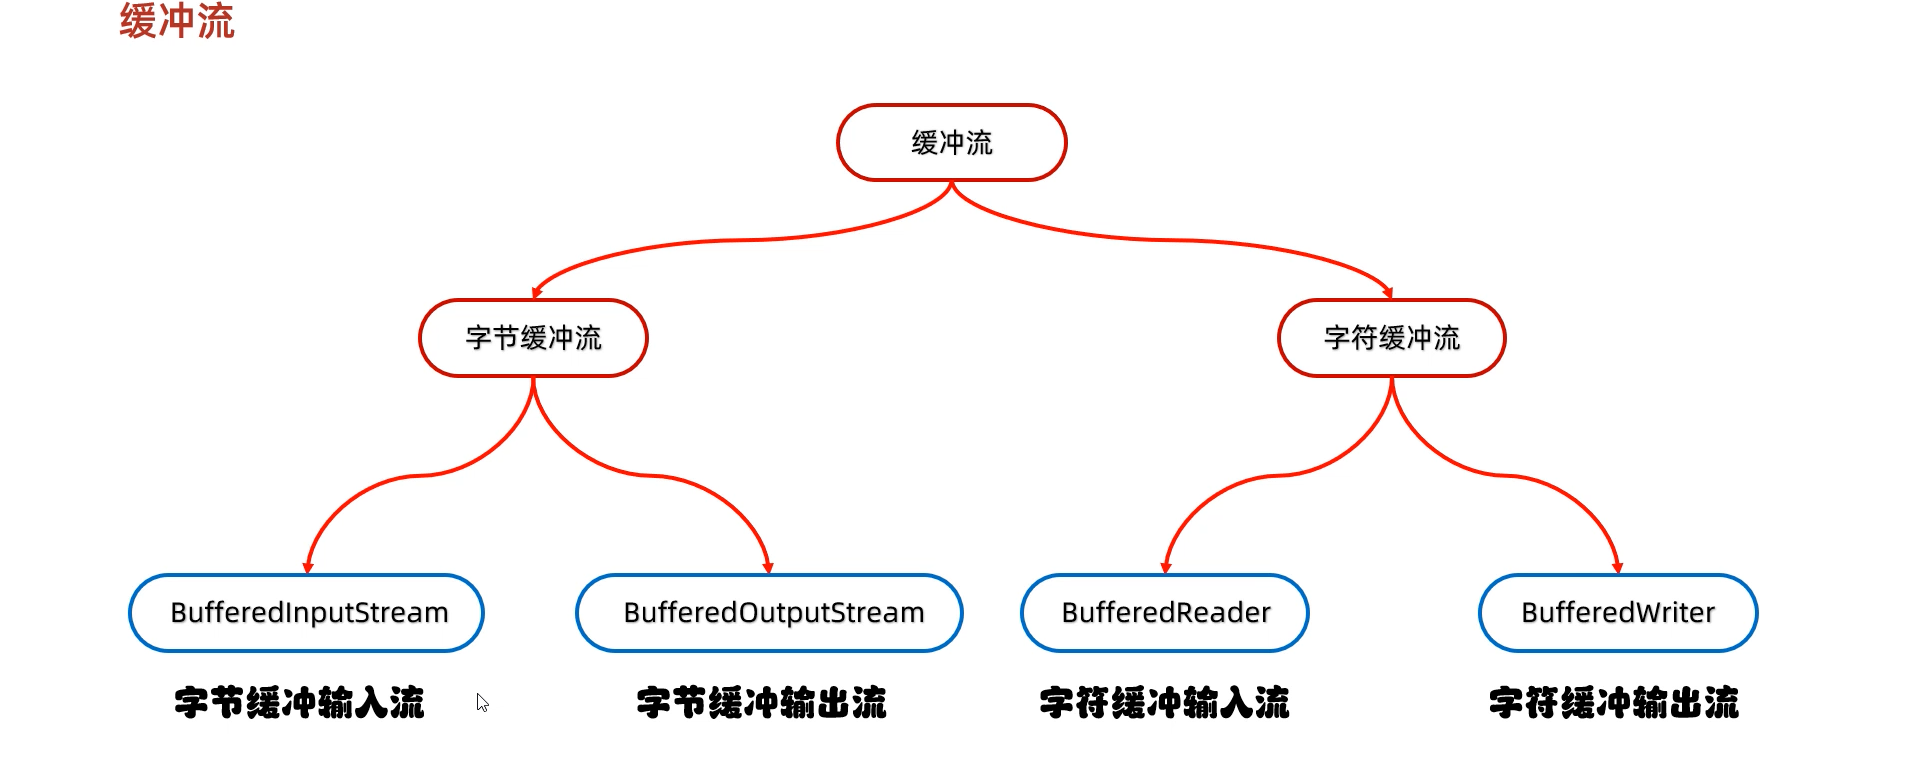 缓冲流
缓冲流
字节缓冲流
字符缓冲流
BufferedInputStream
BufferedOutputStream
BufferedReader
BufferedWriter
字节缓冲输入流
字节缓冲输出流
字符缓冲输入流
字符缓冲输出流